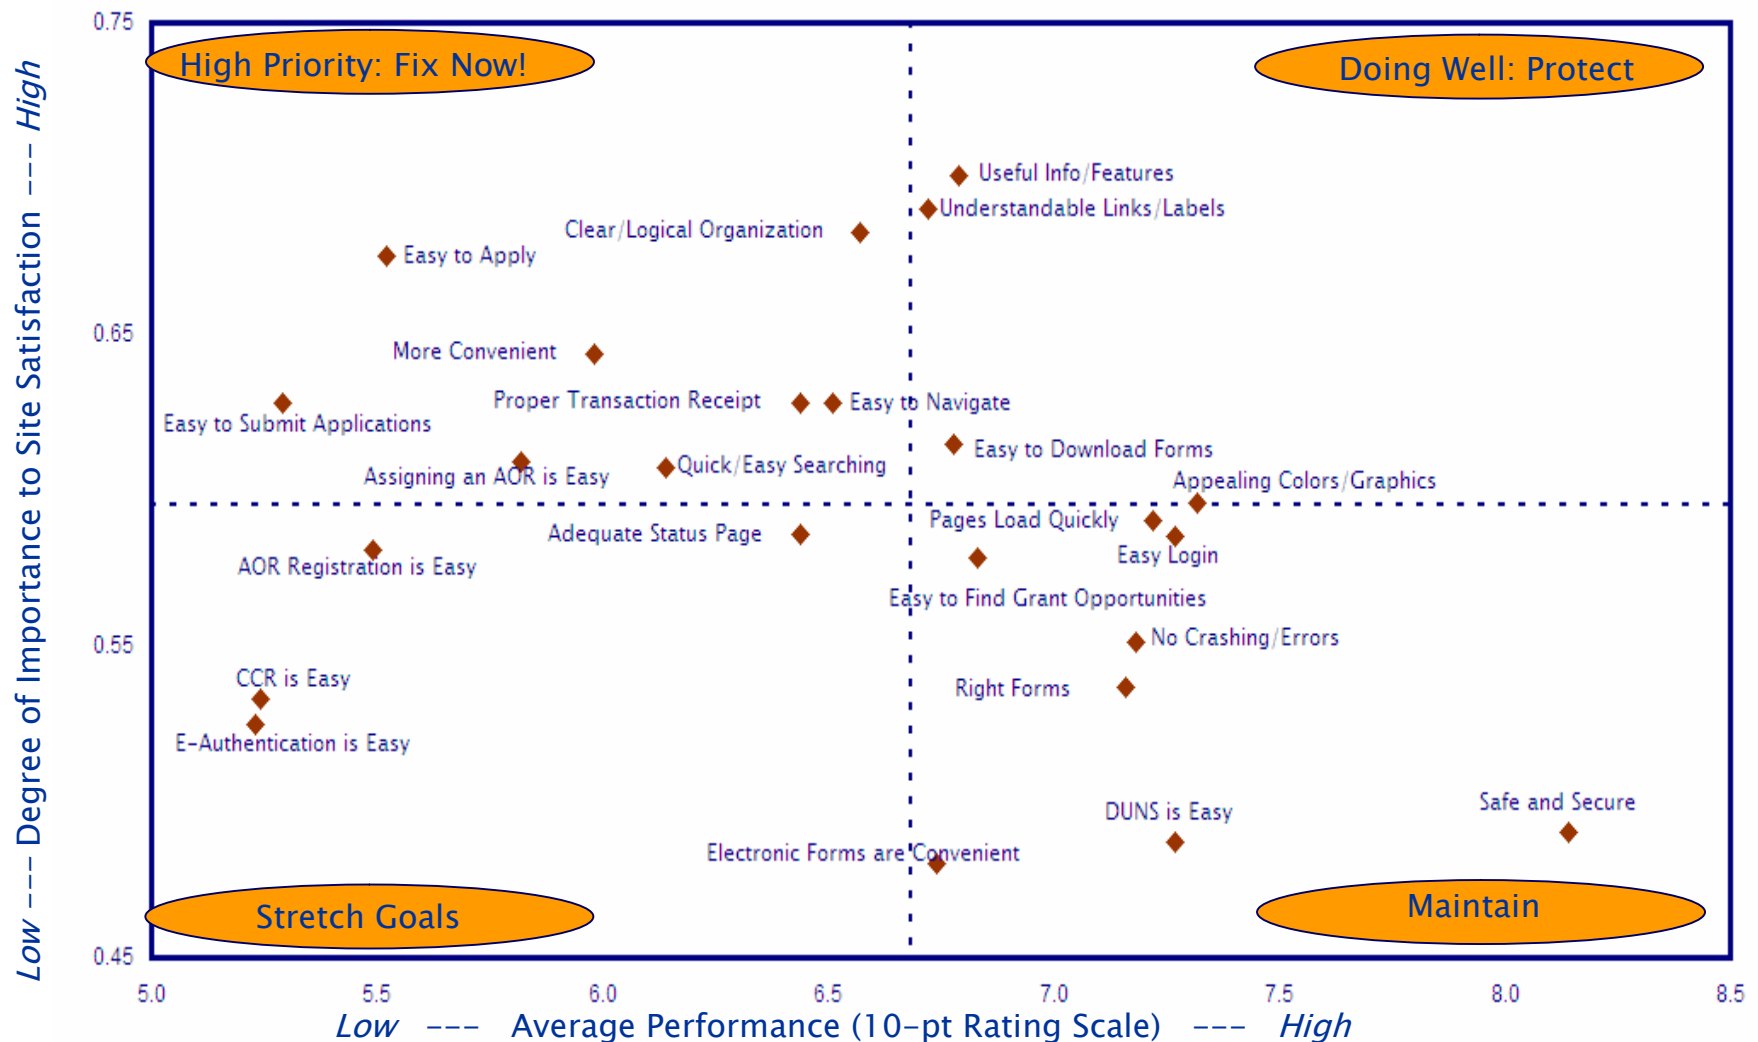 0.75
High Priority: Fix Now!
Doing Well: Protect
Useful Info/Features
Understandable Links/Labels
Clear/Logical Organization
Easy to Apply
0.65
More Convenient
Proper Transaction Receipt
Easy to Navigate
Easy to Submit Applications
Easy to Download Forms
Assigning an AOR is Easy
Quick/Easy Searching
Appealing Colors/Graphics
Pages Load Quickly
Adequate Status Page
Easy Login
AOR Registration is Easy
Easy to Find Grant Opportunities
0.55
No Crashing/Errors
CCR is Easy
Right Forms
E-Authentication is Easy
DUNS is Easy
Safe and Secure
Electronic Forms are Convenient
Stretch Goals
Maintain
0.45
5.0 5.5 6.0 6.5 7.0 7.5 8.0 8.5
Low --- Average Performance (10-pt Rating Scale) --- High
Low --- Degree of Importance to Site Satisfaction --- High